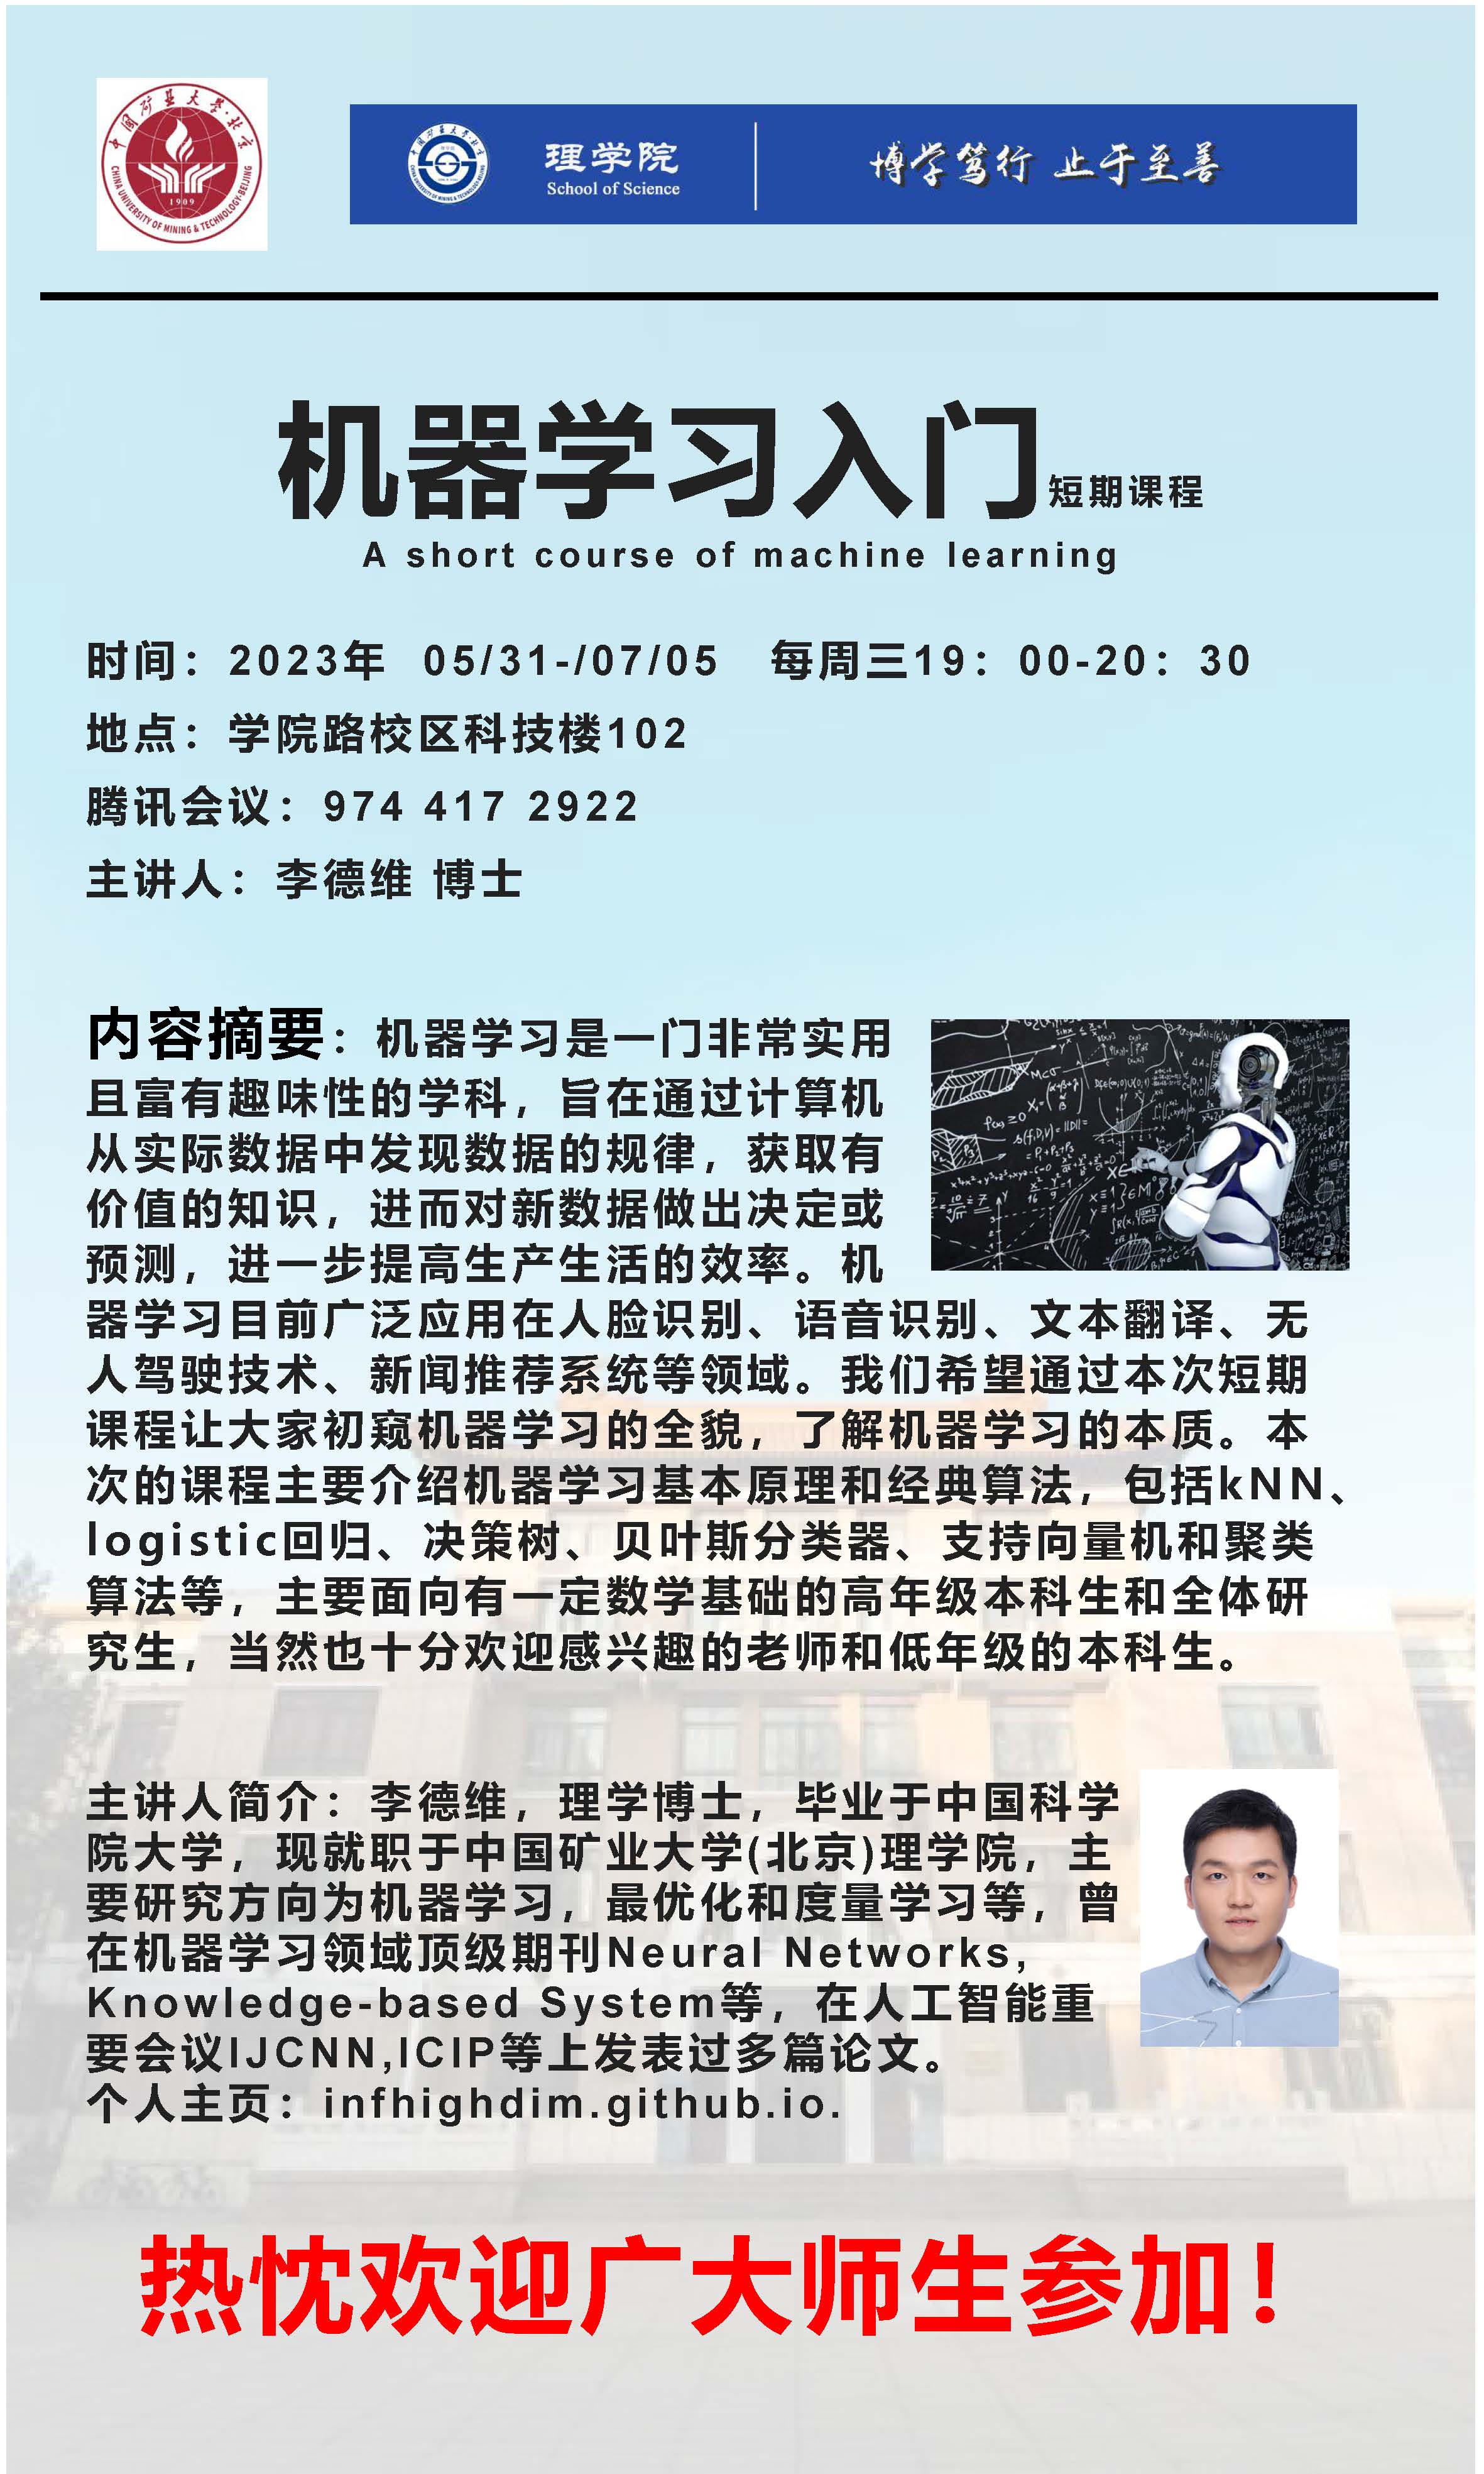 中国矿业大学·北京
CHINA UNIVERSITY OF MINING & TECHNOLOGY-BEIJING
1909
理学院
School of Science
博学笃行 止于至善
机器学习入门短期课程
A short course of machine learning
时间：2023年 05/31-/07/05 每周三19：00-20：30
地点：学院路校区科技楼102
腾讯会议：974 417 2922
主讲人：李德维 博士
内容摘要：机器学习是一门非常实用
且富有趣味性的学科，旨在通过计算机
从实际数据中发现数据的规律，获取有
价值的知识，进而对新数据做出决定或
预测，进一步提高生产生活的效率。机
器学习目前广泛应用在人脸识别、语音识别、文本翻译、无
人驾驶技术、新闻推荐系统等领域。我们希望通过本次短期
课程让大家初窥机器学习的全貌，了解机器学习的本质。本
次的课程主要介绍机器学习基本原理和经典算法，包括kNN、
logistic回归、决策树、贝叶斯分类器、支持向量机和聚类
算法等，主要面向有一定数学基础的高年级本科生和全体研
究生，当然也十分欢迎感兴趣的老师和低年级的本科生。
主讲人简介：李德维，理学博士，毕业于中国科学
院大学，现就职于中国矿业大学(北京)理学院，主
要研究方向为机器学习，最优化和度量学习等，曾
在机器学习领域顶级期刊Neural Networks,
Knowledge-based System等，在人工智能重
要会议IJCNN,ICIP等上发表过多篇论文。
个人主页：infhighdim.github.io.
热忱欢迎广大师生参加！